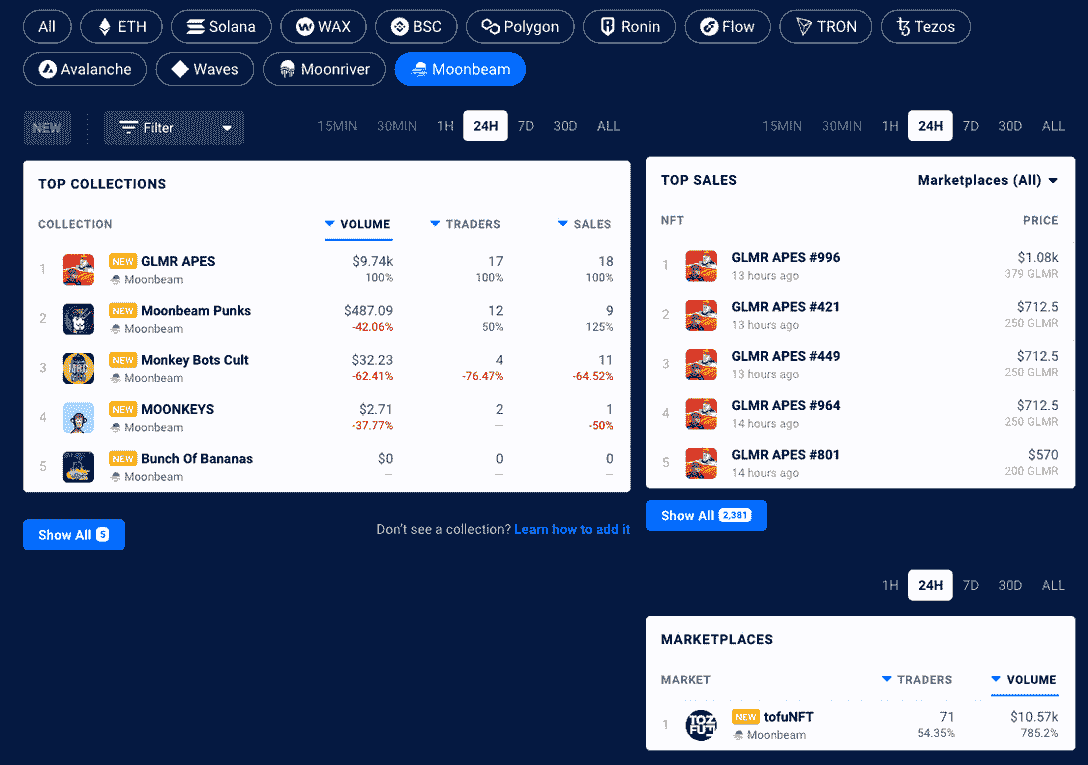 All ETH Solana WAX BSC Polygon Ronin Flow TRON Tezos
Avalanche Waves Moonriver Moonbeam
NEW Filter 15MIN 30MIN 1H 24H 7D 30D ALL
15MIN 30MIN 1H 24H 7D 30D ALL
TOP COLLECTIONS
COLLECTION VOLUME TRADERS SALES
1 NEW GLMR APES $9.74k 17 18
Moonbeam 100% 100% 100%
2 NEW Moonbeam Punks $487.09 12 9
Moonbeam -42.06% 50% 125%
3 NEW Monkey Bots Cult $32.23 4 11
Moonbeam -62.41% -76.47% -64.52%
4 NEW MOONKEYS $2.71 2 1
Moonbeam -37.77% — -50%
5 NEW Bunch Of Bananas $0 0 0
Moonbeam — — —
Show All 5
Don't see a collection? Learn how to add it
TOP SALES Marketplaces (All)
NFT PRICE
1 GLMR APES #996 $1.08k
13 hours ago 379 GLMR
2 GLMR APES #421 $712.5
13 hours ago 250 GLMR
3 GLMR APES #449 $712.5
13 hours ago 250 GLMR
4 GLMR APES #964 $712.5
14 hours ago 250 GLMR
5 GLMR APES #801 $570
14 hours ago 200 GLMR
Show All 2,381
1H 24H 7D 30D ALL
MARKETPLACES
MARKET TRADERS VOLUME
1 NEW tofuNFT 71 $10.57k
Moonbeam 54.35% 785.2%